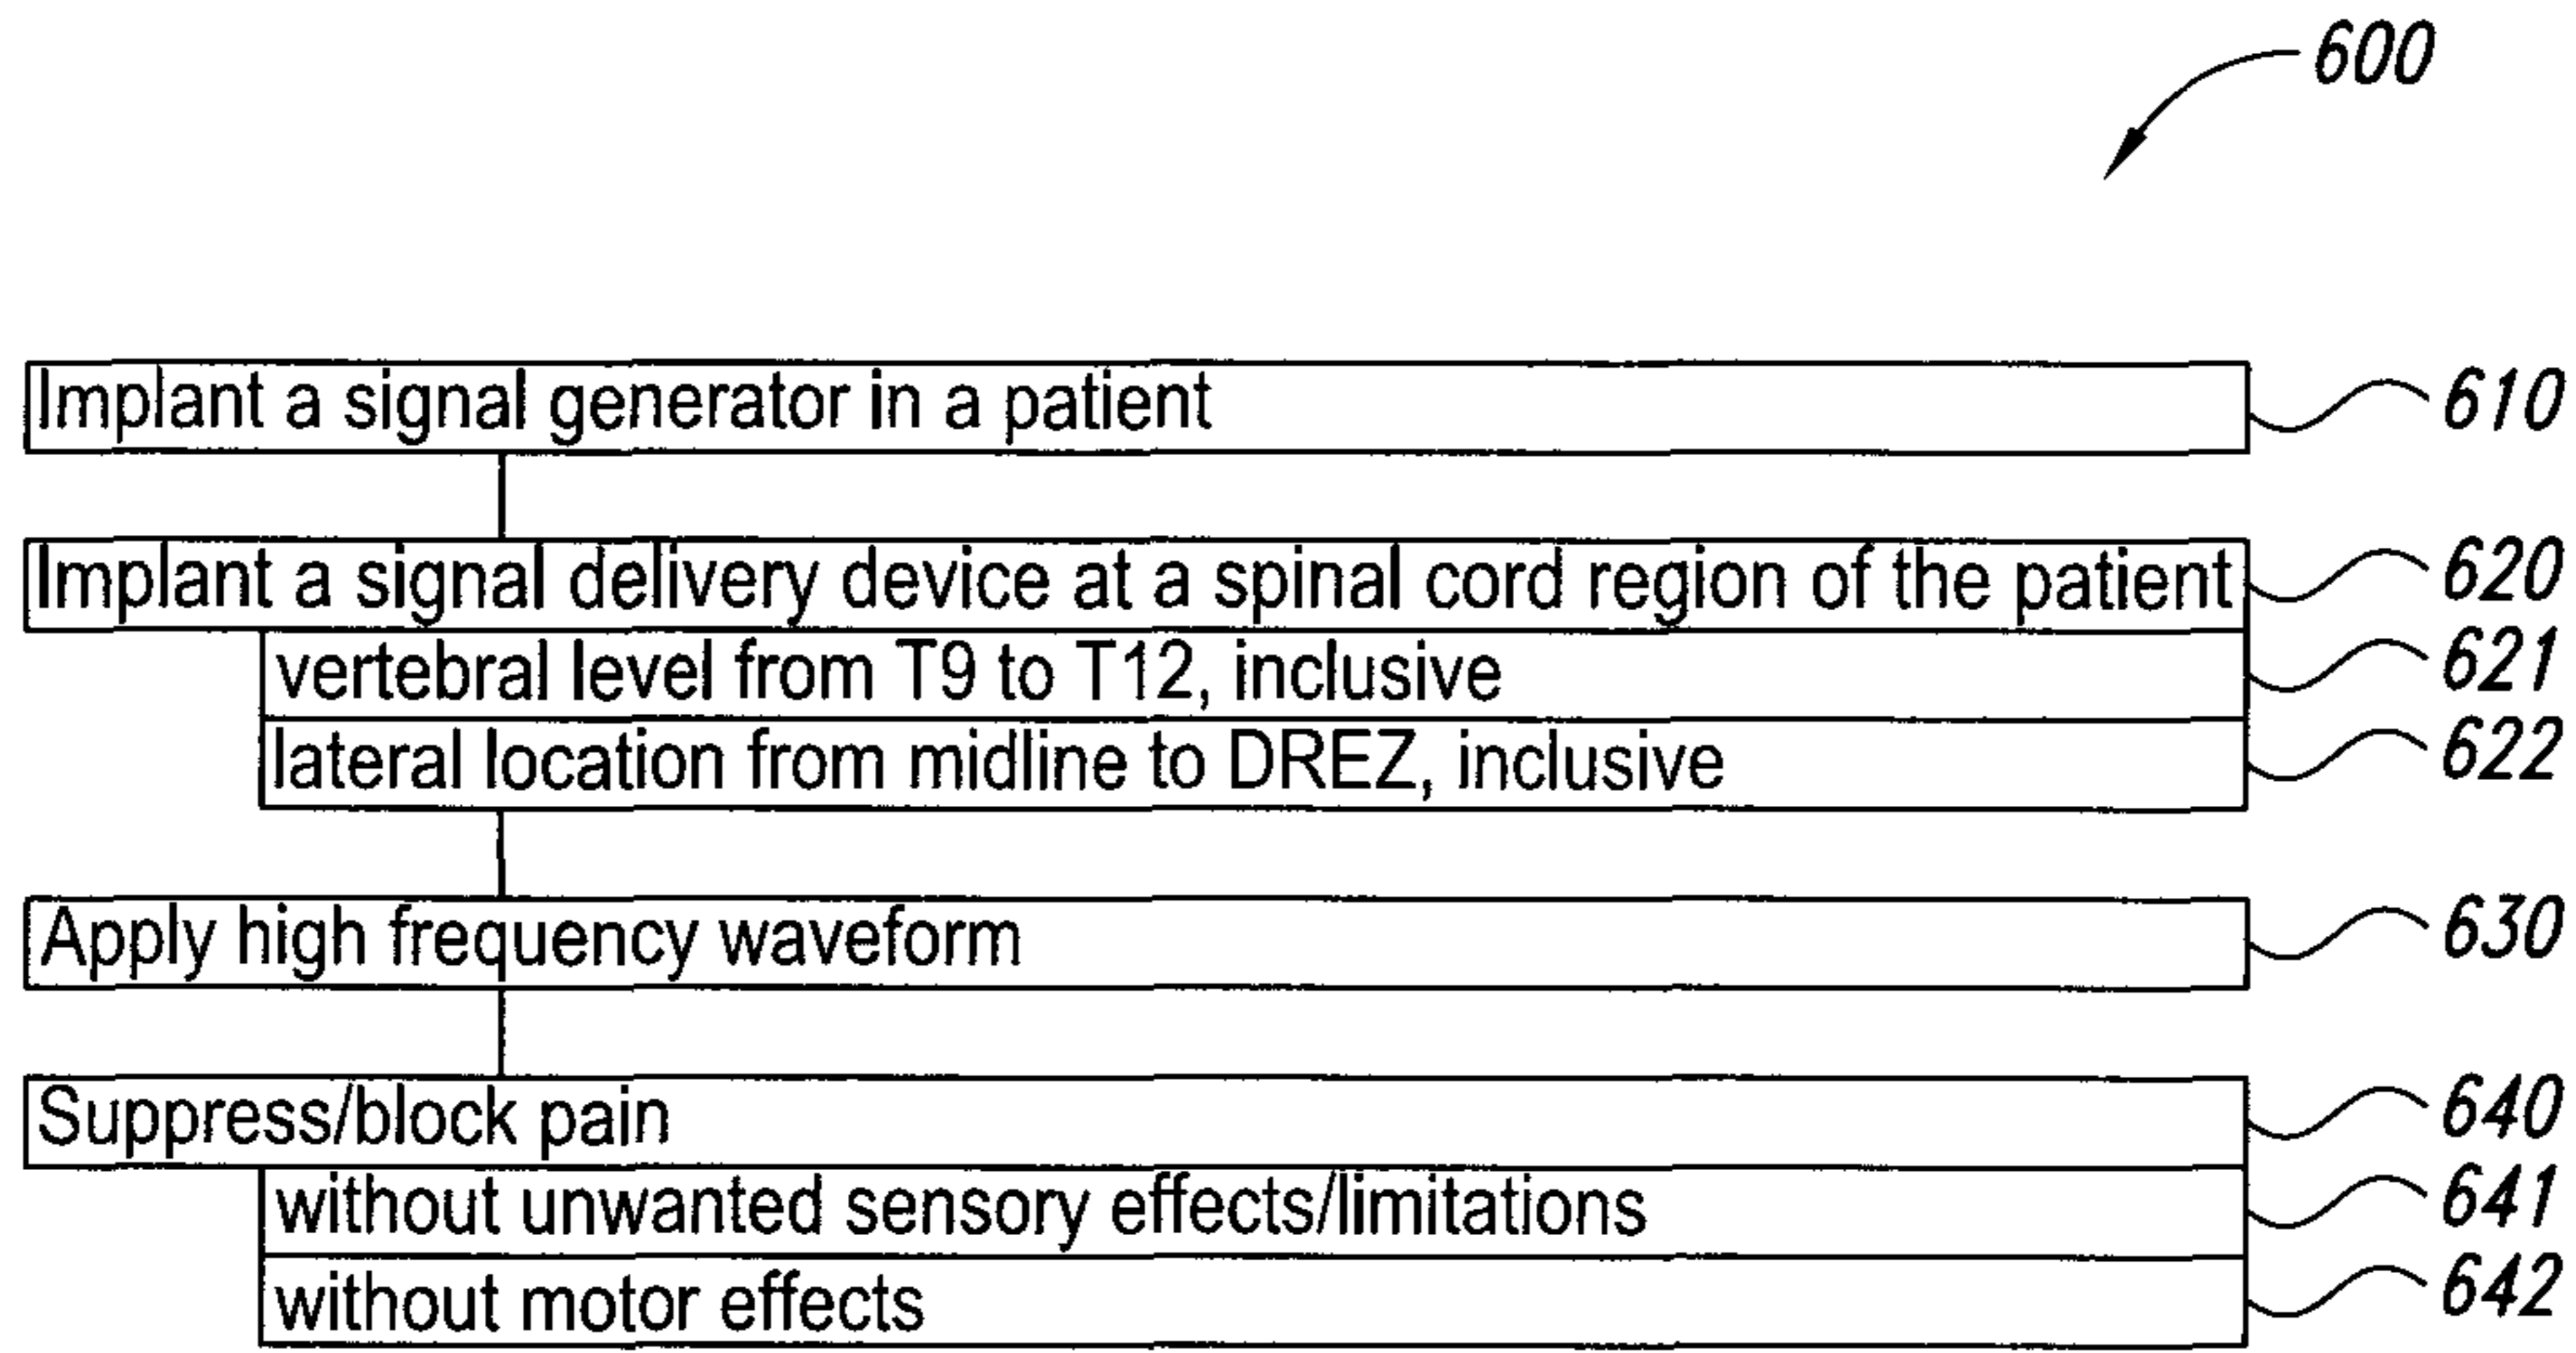 600
Implant a signal generator in a patient 610
Implant a signal delivery device at a spinal cord region of the patient 620
vertebral level from T9 to T12, inclusive 621
lateral location from midline to DREZ, inclusive 622
Apply high frequency waveform 630
Suppress/block pain 640
without unwanted sensory effects/limitations 641
without motor effects 642